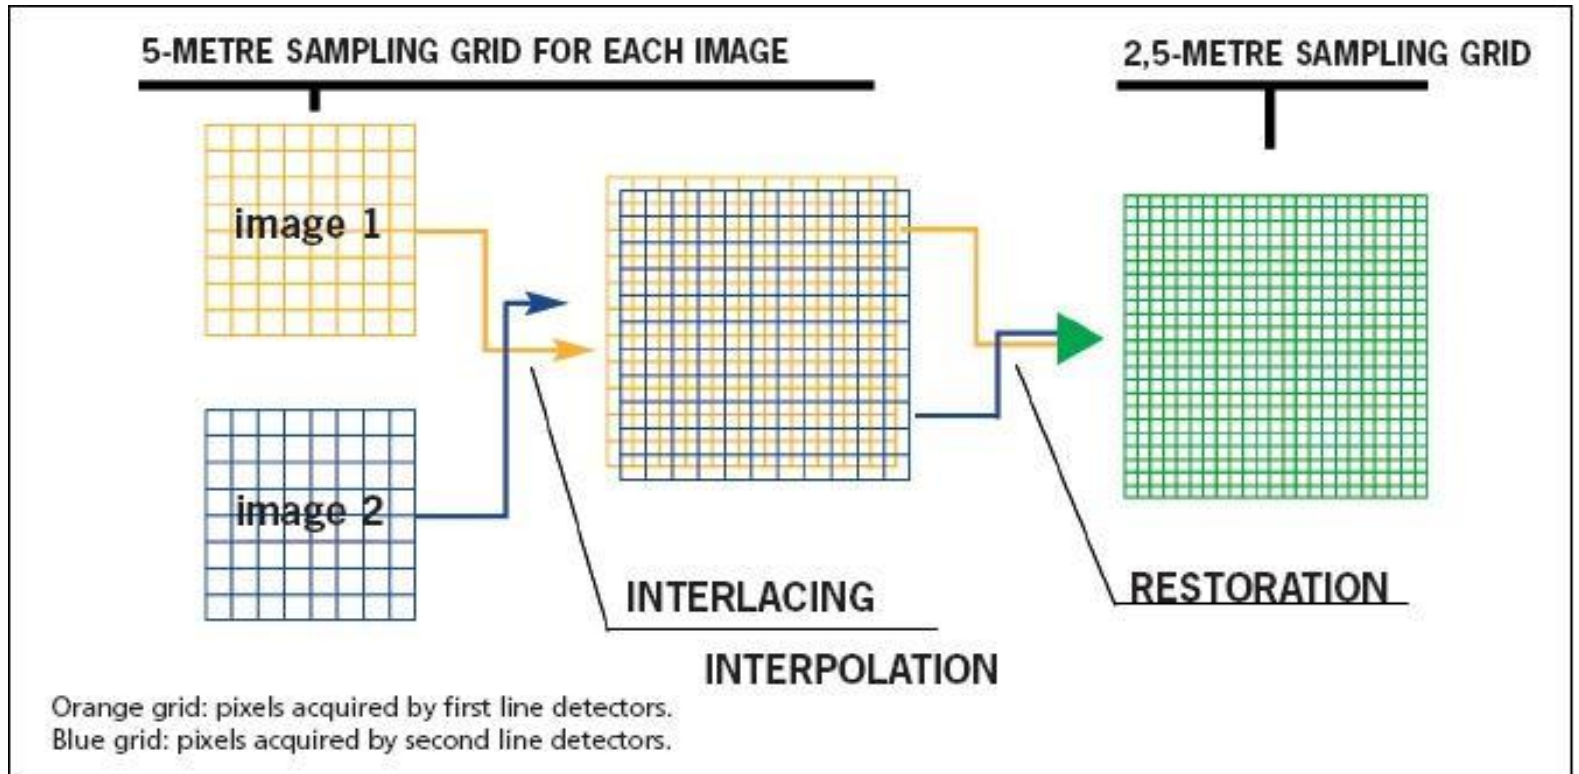 5-METRE SAMPLING GRID FOR EACH IMAGE
2,5-METRE SAMPLING GRID
image 1
image 2
INTERLACING
INTERPOLATION
RESTORATION
Orange grid: pixels acquired by first line detectors.
Blue grid: pixels acquired by second line detectors.